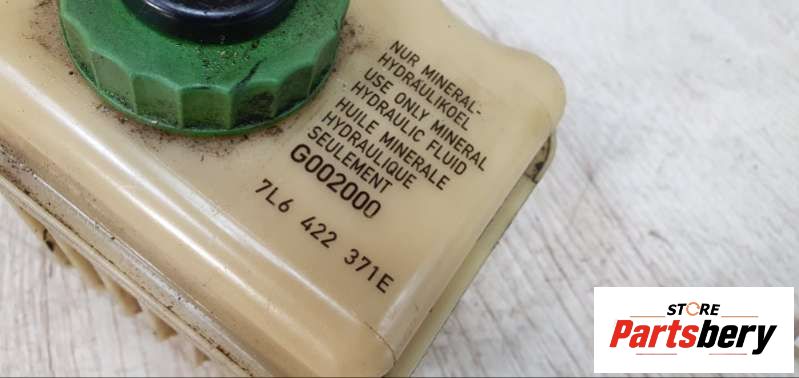 NUR MINERAL-
HYDRAULIKOEL
USE ONLY MINERAL
HYDRAULIC FLUID
HUILE MINERALE
HYDRAULIQUE
SEULEMENT
G002000
7L6 422 371E
STORE
Partsbery